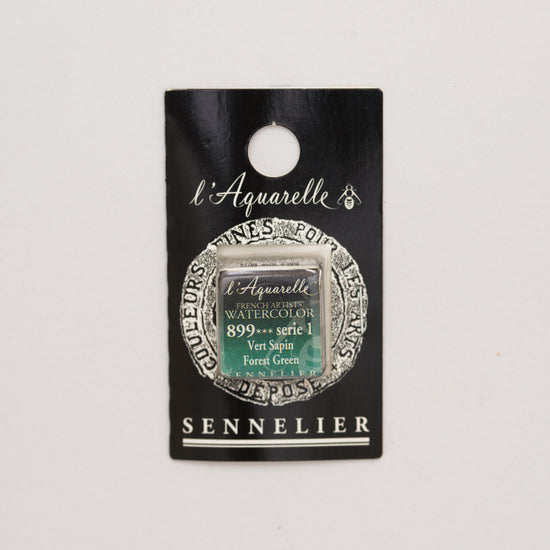 l'Aquarelle
COULEURS FINES POUR LES ARTS
DÉPOSÉ
l'Aquarelle
FRENCH ARTISTS'
WATERCOLOR
899*** serie 1
Vert Sapin
Forest Green
SENNELIER
SENNELIER